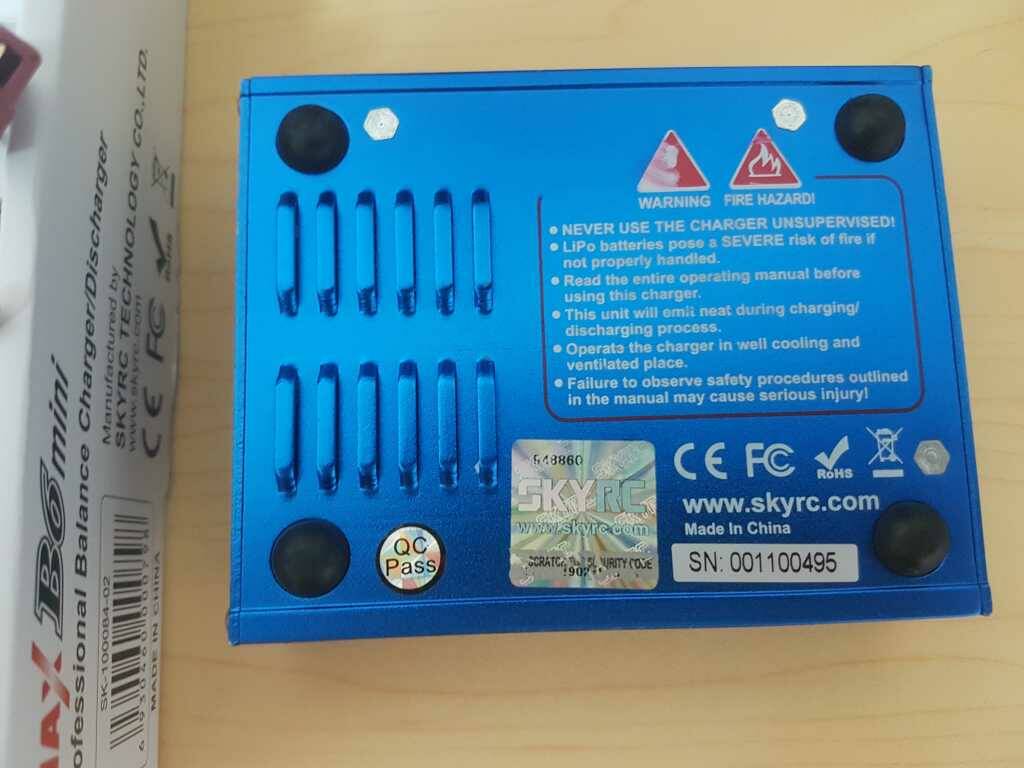 MAX B6 mini
Professional Balance Charger/Discharger
Manufactured by
SKYRC TECHNOLOGY CO.,LTD.
www.skyrc.com
CE FC RoHS
SK-100084-02
MADE IN CHINA
WARNING FIRE HAZARD!
• NEVER USE THE CHARGER UNSUPERVISED!
• LiPo batteries pose a SEVERE risk of fire if
not properly handled.
• Read the entire operating manual before
using this charger.
• This unit will emit heat during charging/
discharging process.
• Operate the charger in well cooling and
ventilated place.
• Failure to observe safety procedures outlined
in the manual may cause serious injury!
948860
SKYRC
www.skyrc.com
QC
Pass
CE FC RoHS
www.skyrc.com
Made In China
SN: 001100495